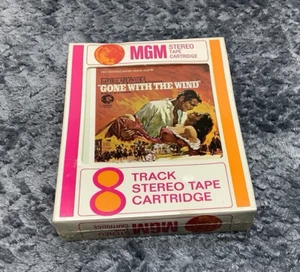 MGM
STEREO
TAPE
CARTRIDGE
"GONE WITH THE WIND"
8
TRACK
STEREO TAPE
CARTRIDGE
MGM